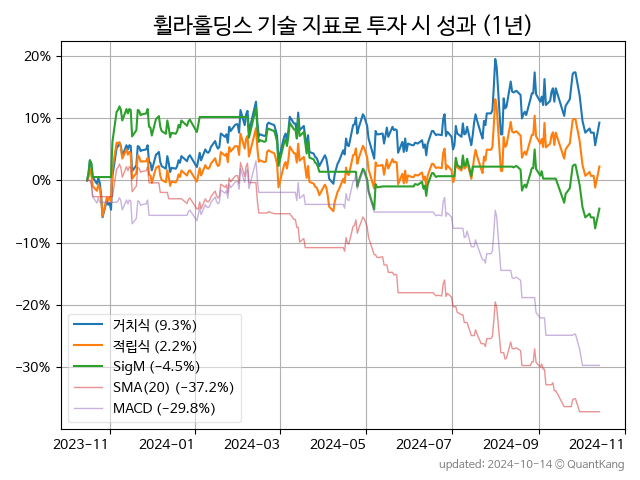 휠라홀딩스 기술 지표로 투자 시 성과 (1년)
20%
10%
0%
−10%
−20%
−30%
거치식 (9.3%)
적립식 (2.2%)
SigM (−4.5%)
SMA(20) (−37.2%)
MACD (−29.8%)
2023-11
2024-01
2024-03
2024-05
2024-07
2024-09
2024-11
updated: 2024-10-14 © QuantKang